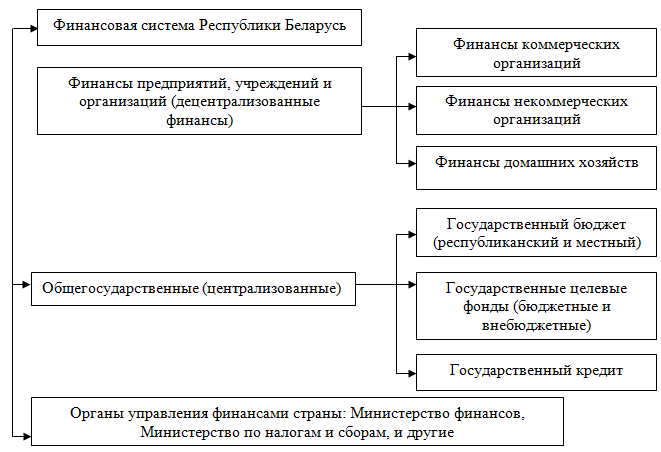 Финансовая система Республики Беларусь
Финансы предприятий, учреждений и
организаций (децентрализованные
финансы)
Финансы коммерческих
организаций
Финансы некоммерческих
организаций
Финансы домашних хозяйств
Общегосударственные (централизованные)
Государственный бюджет
(республиканский и местный)
Государственные целевые
фонды (бюджетные и
внебюджетные)
Государственный кредит
Органы управления финансами страны: Министерство финансов,
Министерство по налогам и сборам, и другие